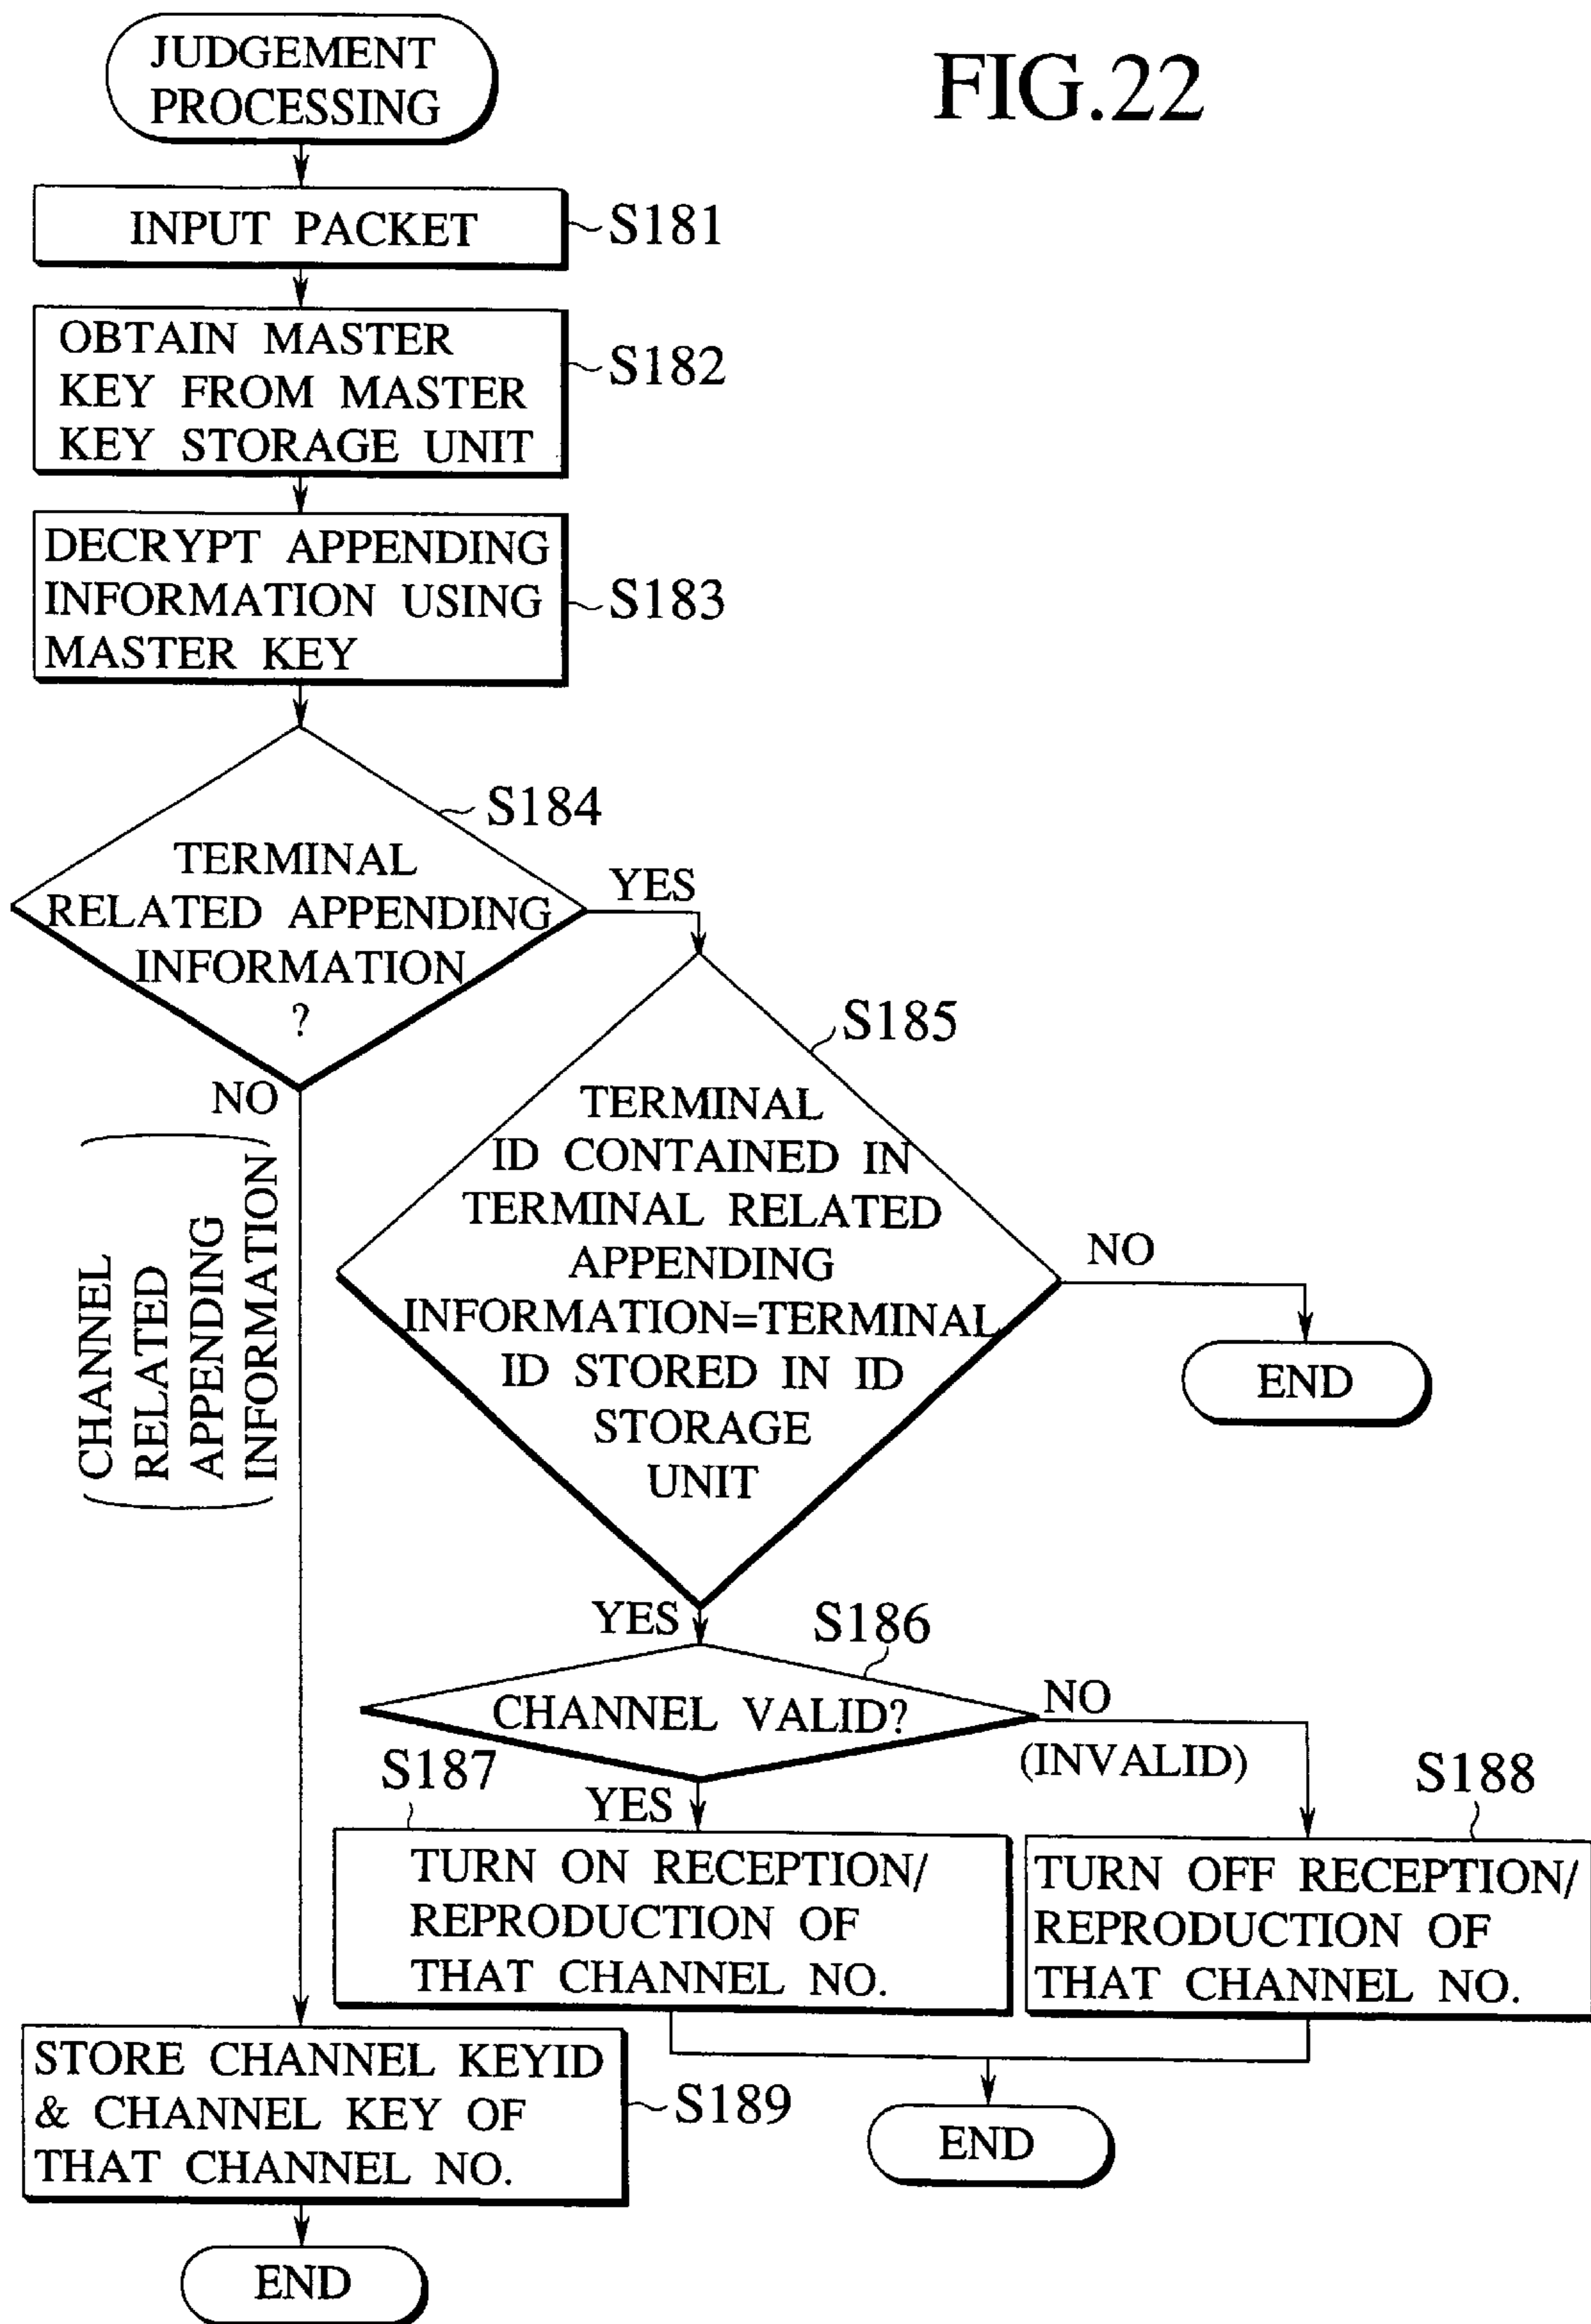 JUDGEMENT
PROCESSING
FIG.22
INPUT PACKET
S181
OBTAIN MASTER
KEY FROM MASTER
KEY STORAGE UNIT
S182
DECRYPT APPENDING
INFORMATION USING
MASTER KEY
S183
S184
TERMINAL
RELATED APPENDING
INFORMATION
?
YES
NO
CHANNEL
RELATED
APPENDING
INFORMATION
S185
TERMINAL
ID CONTAINED IN
TERMINAL RELATED
APPENDING
INFORMATION=TERMINAL
ID STORED IN ID
STORAGE
UNIT
NO
END
YES
S186
CHANNEL VALID?
NO
(INVALID)
S187
YES
TURN ON RECEPTION/
REPRODUCTION OF
THAT CHANNEL NO.
S188
TURN OFF RECEPTION/
REPRODUCTION OF
THAT CHANNEL NO.
END
STORE CHANNEL KEYID
& CHANNEL KEY OF
THAT CHANNEL NO.
S189
END